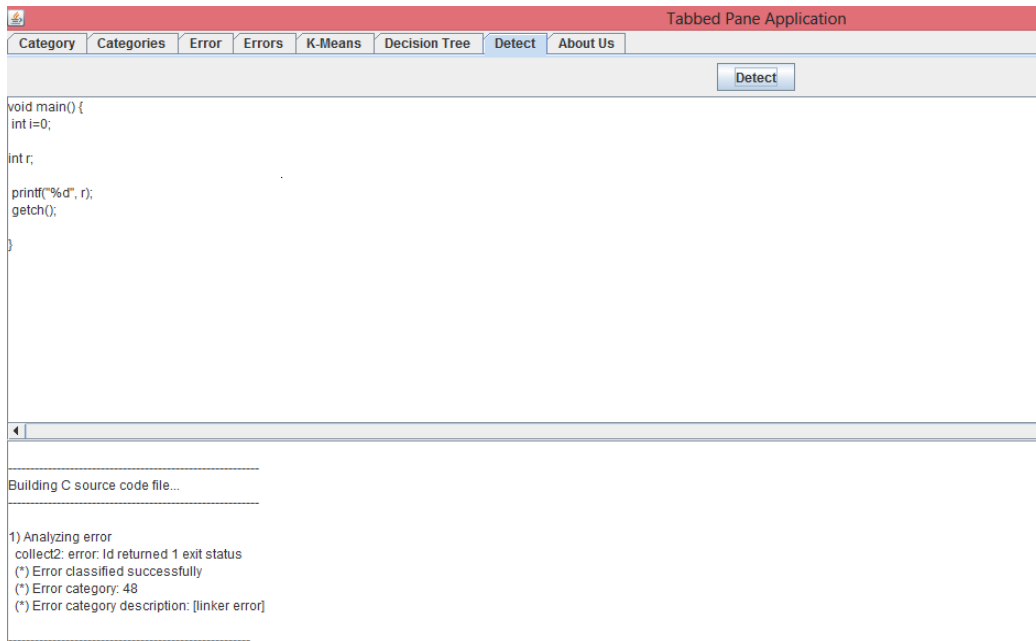 Tabbed Pane Application
Category Categories Error Errors K-Means Decision Tree Detect About Us
Detect
void main() {
int i=0;
int r;
printf("%d", r);
getch();
}
-----------------------------------------------------------
Building C source code file...
-----------------------------------------------------------
1) Analyzing error
collect2: error: ld returned 1 exit status
(*) Error classified successfully
(*) Error category: 48
(*) Error category description: [linker error]
---------------------------------------------------------